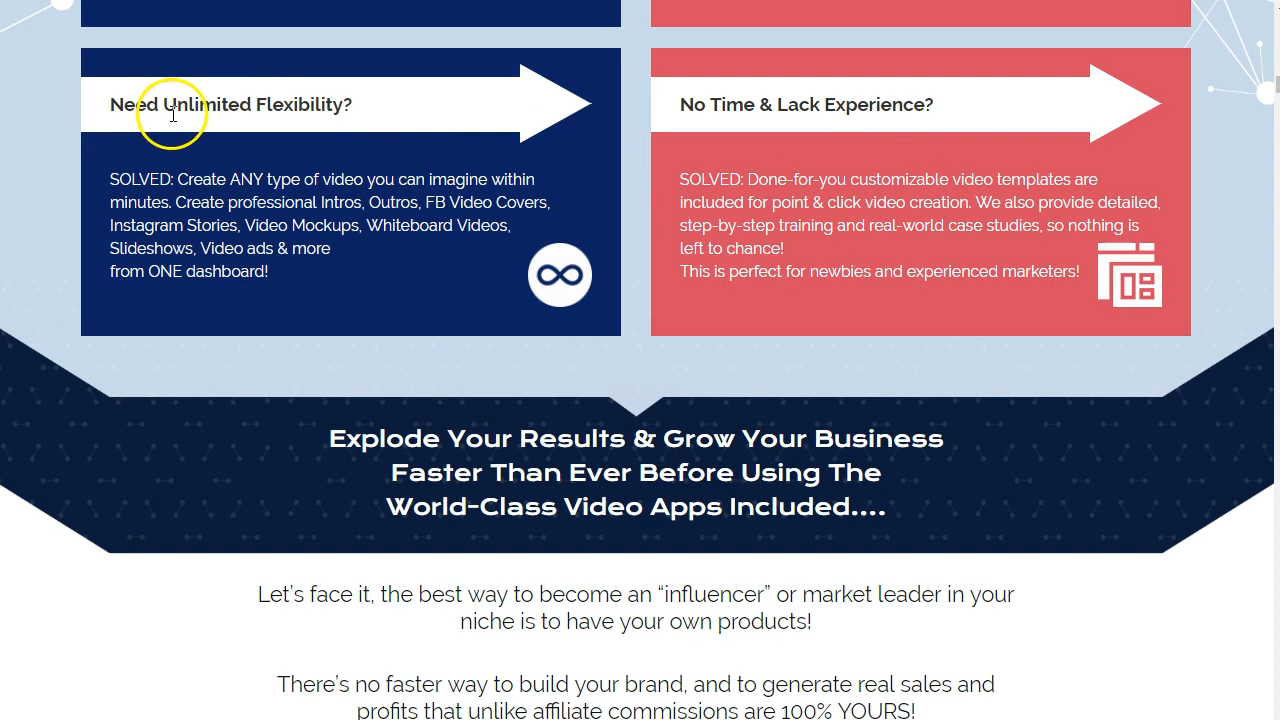 Need Unlimited Flexibility?
SOLVED: Create ANY type of video you can imagine within
minutes. Create professional Intros, Outros, FB Video Covers,
Instagram Stories, Video Mockups, Whiteboard Videos,
Slideshows, Video ads & more
from ONE dashboard!
No Time & Lack Experience?
SOLVED: Done-for-you customizable video templates are
included for point & click video creation. We also provide detailed,
step-by-step training and real-world case studies, so nothing is
left to chance!
This is perfect for newbies and experienced marketers!
Explode Your Results & Grow Your Business
Faster Than Ever Before Using The
World-Class Video Apps Included....
Let's face it, the best way to become an “influencer” or market leader in your
niche is to have your own products!
There's no faster way to build your brand, and to generate real sales and
profits that unlike affiliate commissions are 100% YOURS!